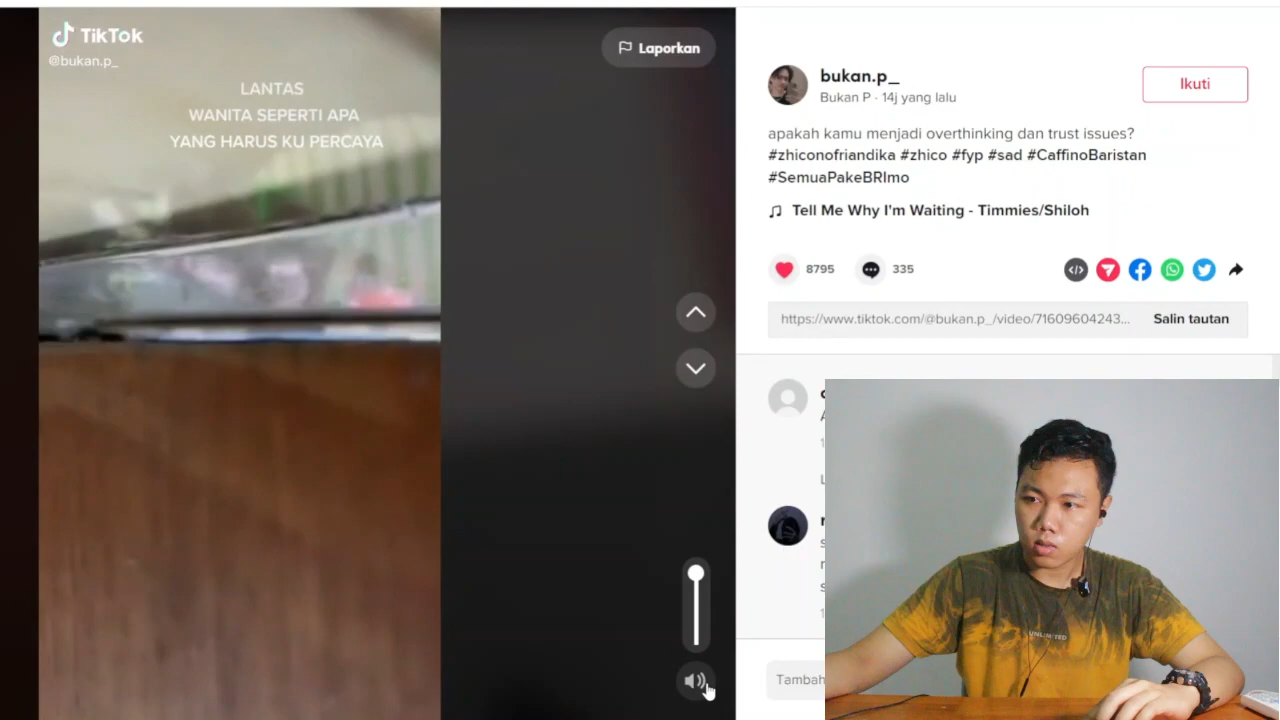 TikTok
@bukan.p_
LANTAS
WANITA SEPERTI APA
YANG HARUS KU PERCAYA
Laporkan
bukan.p_
Bukan P · 14j yang lalu
Ikuti
apakah kamu menjadi overthinking dan trust issues?
#zhiconofriandika #zhico #fyp #sad #CaffinoBaristan
#SemuaPakeBRImo
Tell Me Why I'm Waiting - Timmies/Shiloh
8795
335
https://www.tiktok.com/@bukan.p_/video/71609604243...
Salin tautan
UNLIMITED